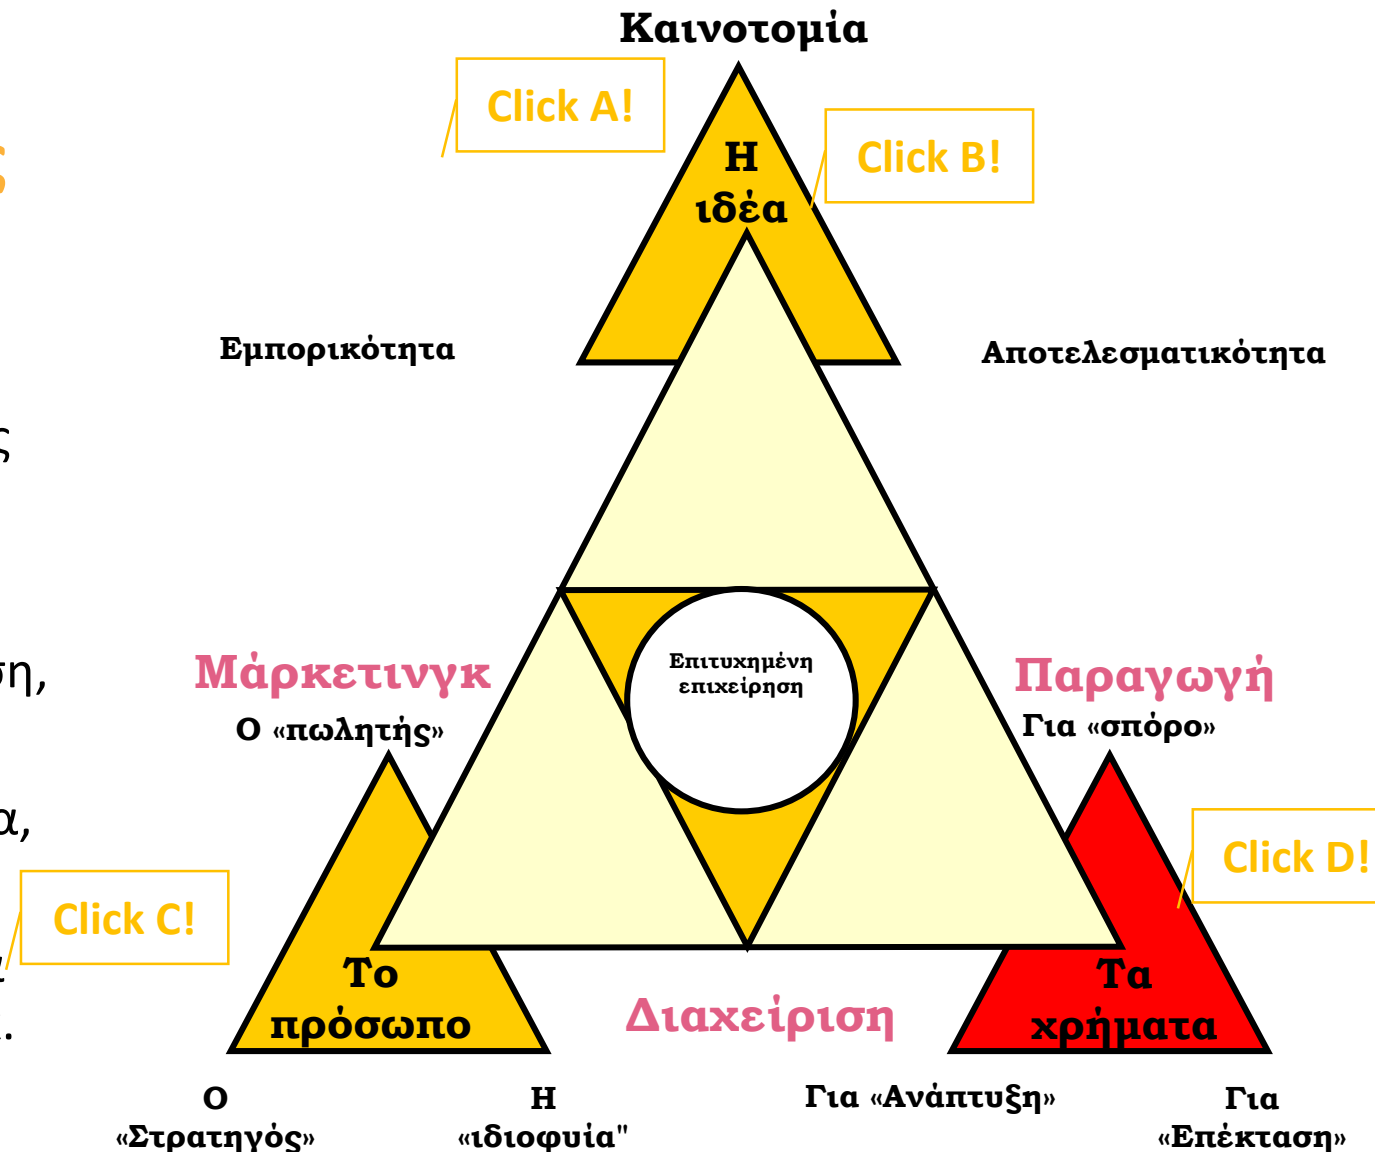 Καινοτομία
Click A!
Click B!
Η
ιδέα
Εμπορικότητα
Αποτελεσματικότητα
Επιτυχημένη
επιχείρηση
Μάρκετινγκ
Ο «πωλητής»
Παραγωγή
Για «σπόρο»
Click C!
Click D!
Το
πρόσωπο
Διαχείριση
Τα
χρήματα
Ο
«Στρατηγός»
Η
«ιδιοφυία"
Για «Ανάπτυξη»
Για
«Επέκταση»